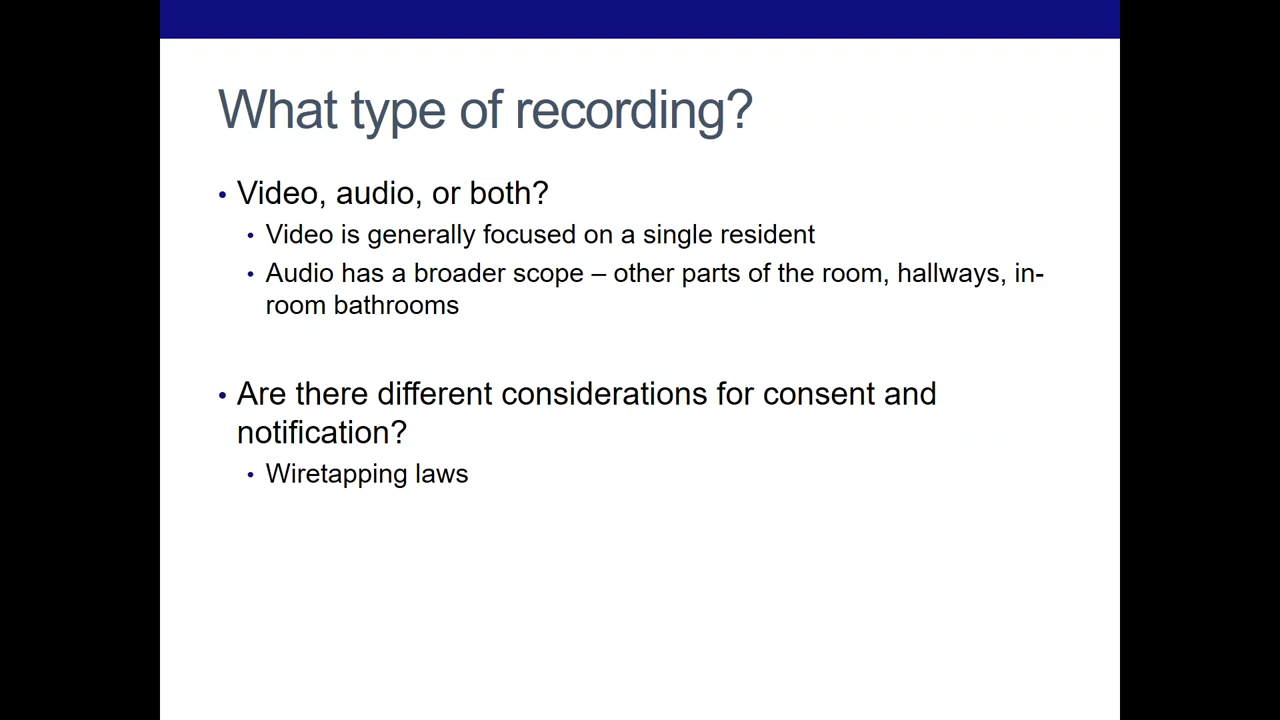 What type of recording?
• Video, audio, or both?
• Video is generally focused on a single resident
• Audio has a broader scope – other parts of the room, hallways, in-
room bathrooms
• Are there different considerations for consent and
notification?
• Wiretapping laws